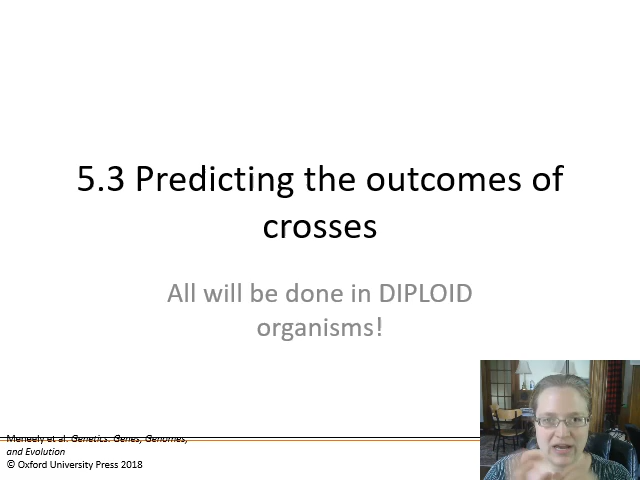 5.3 Predicting the outcomes of
crosses
All will be done in DIPLOID
organisms!
Meneely et al. Genetics: Genes, Genomes,
and Evolution
© Oxford University Press 2018